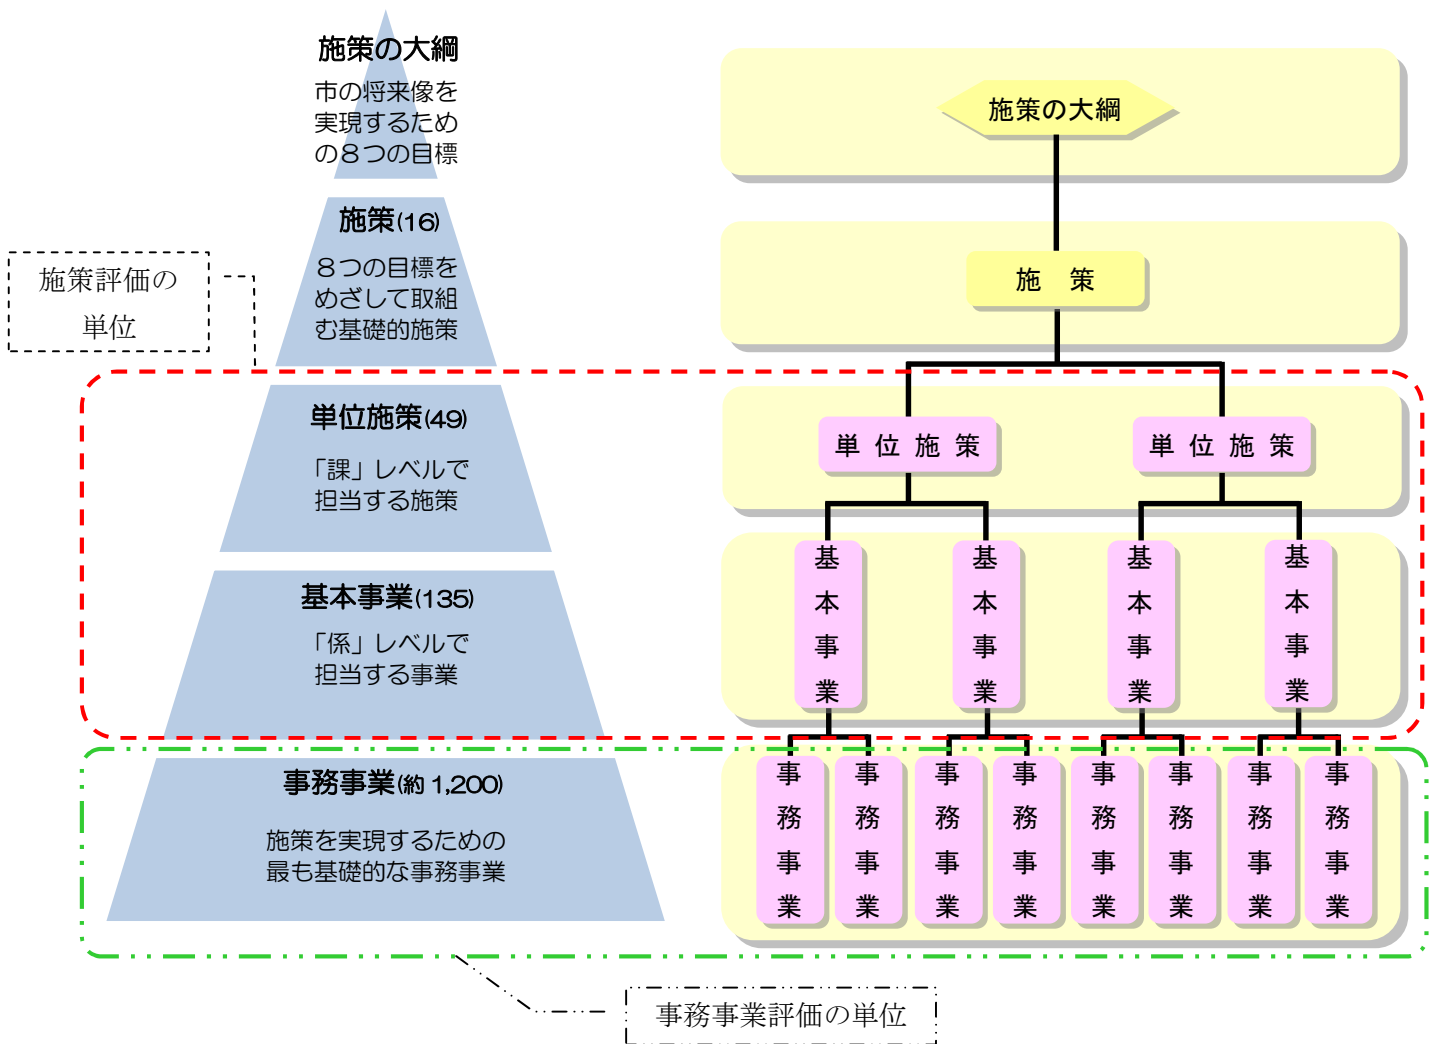 施策の大綱
市の将来像を
実現するため
の8つの目標
施策(16)
8つの目標を
めざして取組
む基礎的施策
施策評価の
単位
単位施策(49)
「課」レベルで
担当する施策
基本事業(135)
「係」レベルで
担当する事業
事務事業(約1,200)
施策を実現するための
最も基礎的な事務事業
事務事業評価の単位
施策の大綱
施 策
単位施策
単位施策
基本事業
基本事業
基本事業
基本事業
事務事業
事務事業
事務事業
事務事業
事務事業
事務事業
事務事業
事務事業